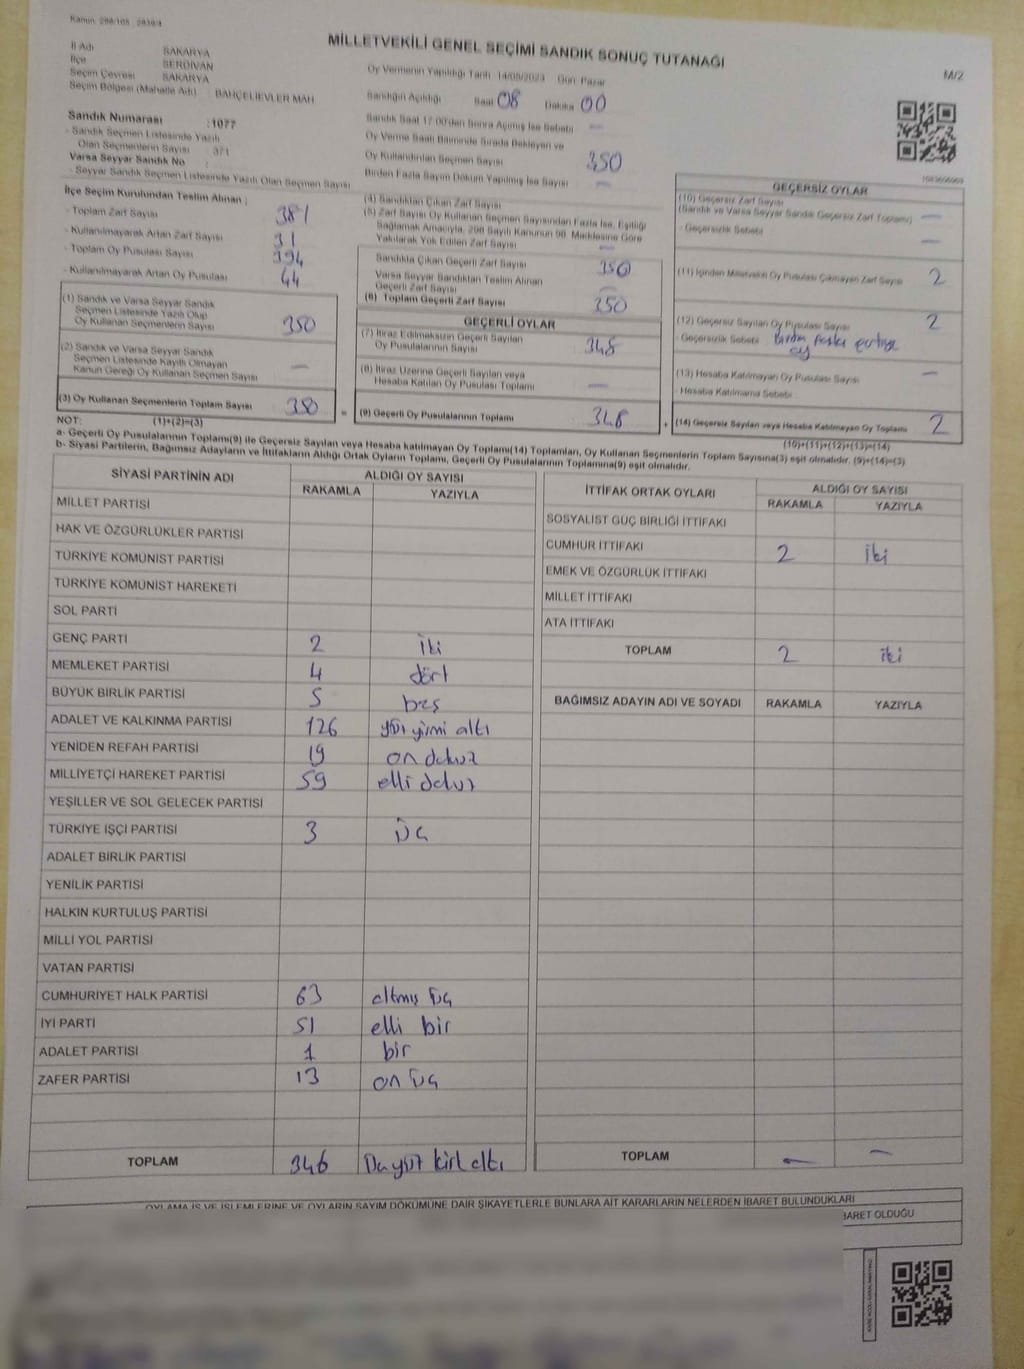 Kanun: 298/105 - 2839/4
MİLLETVEKİLİ GENEL SEÇİMİ SANDIK SONUÇ TUTANAĞI
M/2
İl Adı SAKARYA
İlçe SERDİVAN
Seçim Çevresi SAKARYA
Seçim Bölgesi (Mahalle Adı) : BAHÇELİEVLER MAH
Sandık Numarası :1077
- Sandık Seçmen Listesinde Yazılı
Olan Seçmenlerin Sayısı : 371
Varsa Seyyar Sandık No :
- Seyyar Sandık Seçmen Listesinde Yazılı Olan Seçmen Sayısı
Oy Vermenin Yapıldığı Tarih 14/05/2023 Gün Pazar
Sandığın Açıldığı Saat 08 Dakika 00
Sandık Saat 17:00'den Sonra Açılmış İse Sebebi —
Oy Verme Saati Bitiminde Sırada Bekleyen ve
Oy Kullandırılan Seçmen Sayısı 350
Birden Fazla Sayım Döküm Yapılmış İse Sayısı —
İlçe Seçim Kurulundan Teslim Alınan ;
- Toplam Zarf Sayısı 381
- Kullanılmayarak Artan Zarf Sayısı 31
- Toplam Oy Pusulası Sayısı 394
- Kullanılmayarak Artan Oy Pusulası 44
(1) Sandık ve Varsa Seyyar Sandık
Seçmen Listesinde Yazılı Olup
Oy Kullanan Seçmenlerin Sayısı 350
(2) Sandık ve Varsa Seyyar Sandık
Seçmen Listesinde Kayıtlı Olmayan
Kanun Gereği Oy Kullanan Seçmen Sayısı —
(3) Oy Kullanan Seçmenlerin Toplam Sayısı 350
(4) Sandıktan Çıkan Zarf Sayısı
(5) Zarf Sayısı Oy Kullanan Seçmen Sayısından Fazla İse, Eşitliği
Sağlamak Amacıyla, 298 Sayılı Kanunun 98. Maddesine Göre
Yakılarak Yok Edilen Zarf Sayısı —
Sandıkta Çıkan Geçerli Zarf Sayısı 350
Varsa Seyyar Sandıktan Teslim Alınan
Geçerli Zarf Sayısı —
(6) Toplam Geçerli Zarf Sayısı 350
GEÇERLİ OYLAR
(7) İtiraz Edilmeksizin Geçerli Sayılan
Oy Pusulalarının Sayısı 348
(8) İtiraz Üzerine Geçerli Sayılan veya
Hesaba Katılan Oy Pusulası Toplamı —
= (9) Geçerli Oy Pusulalarının Toplamı 348
GEÇERSİZ OYLAR
(10) Geçersiz Zarf Sayısı
(Sandık ve Varsa Seyyar Sandık Geçersiz Zarf Toplamı) —
- Geçersizlik Sebebi —
(11) İçinden Milletvekili Oy Pusulası Çıkmayan Zarf Sayısı 2
(12) Geçersiz Sayılan Oy Pusulası Sayısı 2
- Geçersizlik Sebebi Birden fazla partiye
oy
(13) Hesaba Katılmayan Oy Pusulası Sayısı —
- Hesaba Katılmama Sebebi
+ (14) Geçersiz Sayılan veya Hesaba Katılmayan Oy Toplamı 2
NOT: (1)+(2)=(3)
(10)+(11)+(12)+(13)=(14)
a- Geçerli Oy Pusulalarının Toplamı(9) ile Geçersiz Sayılan veya Hesaba katılmayan Oy Toplamı(14) Toplamları, Oy Kullanan Seçmenlerin Toplam Sayısına(3) eşit olmalıdır. (9)+(14)=(3)
b- Siyasi Partilerin, Bağımsız Adayların ve İttifakların Aldığı Ortak Oyların Toplamı, Geçerli Oy Pusulalarının Toplamına(9) eşit olmalıdır.
SİYASİ PARTİNİN ADI ALDIĞI OY SAYISI
RAKAMLA YAZIYLA
MİLLET PARTİSİ
HAK VE ÖZGÜRLÜKLER PARTİSİ
TÜRKİYE KOMÜNİST PARTİSİ
TÜRKİYE KOMÜNİST HAREKETİ
SOL PARTİ
GENÇ PARTİ 2 iki
MEMLEKET PARTİSİ 4 dört
BÜYÜK BİRLİK PARTİSİ 5 beş
ADALET VE KALKINMA PARTİSİ 126 yüz yirmi altı
YENİDEN REFAH PARTİSİ 19 on dokuz
MİLLİYETÇİ HAREKET PARTİSİ 59 elli dokuz
YEŞİLLER VE SOL GELECEK PARTİSİ
TÜRKİYE İŞÇİ PARTİSİ 3 üç
ADALET BİRLİK PARTİSİ
YENİLİK PARTİSİ
HALKIN KURTULUŞ PARTİSİ
MİLLİ YOL PARTİSİ
VATAN PARTİSİ
CUMHURİYET HALK PARTİSİ 63 altmış üç
İYİ PARTİ 51 elli bir
ADALET PARTİSİ 1 bir
ZAFER PARTİSİ 13 on üç
TOPLAM 346 kırk altı
İTTİFAK ORTAK OYLARI ALDIĞI OY SAYISI
RAKAMLA YAZIYLA
SOSYALİST GÜÇ BİRLİĞİ İTTİFAKI
CUMHUR İTTİFAKI 2 iki
EMEK VE ÖZGÜRLÜK İTTİFAKI
MİLLET İTTİFAKI
ATA İTTİFAKI
TOPLAM 2 iki
BAĞIMSIZ ADAYIN ADI VE SOYADI RAKAMLA YAZIYLA
TOPLAM — —
OYLAMA İŞ VE İŞLEMLERİNE VE OYLARIN SAYIM DÖKÜMÜNE DAİR ŞİKAYETLERLE BUNLARA AİT KARARLARIN NELERDEN İBARET BULUNDUKLARI
İBARET OLDUĞU